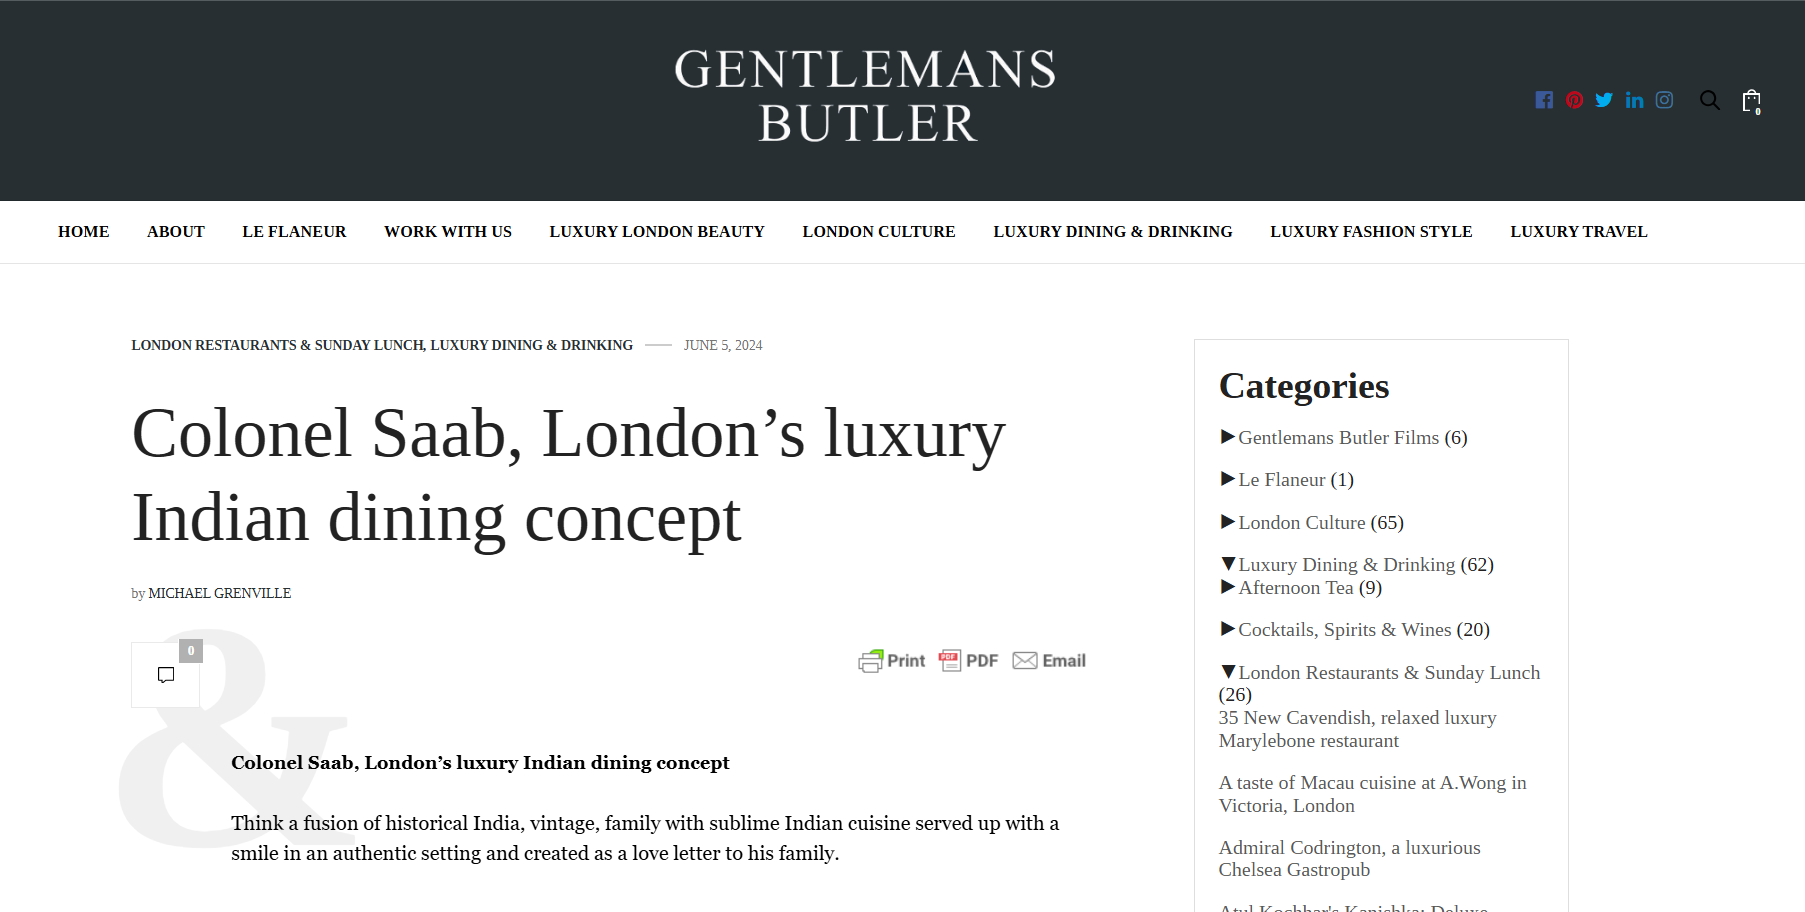 GENTLEMANS
BUTLER
0
HOME ABOUT LE FLANEUR WORK WITH US LUXURY LONDON BEAUTY LONDON CULTURE LUXURY DINING & DRINKING LUXURY FASHION STYLE LUXURY TRAVEL
LONDON RESTAURANTS & SUNDAY LUNCH, LUXURY DINING & DRINKING JUNE 5, 2024
Colonel Saab, London’s luxury
Indian dining concept
by MICHAEL GRENVILLE
0
Print PDF PDF Email
&
Colonel Saab, London’s luxury Indian dining concept
Think a fusion of historical India, vintage, family with sublime Indian cuisine served up with a
smile in an authentic setting and created as a love letter to his family.
Categories
►Gentlemans Butler Films (6)
►Le Flaneur (1)
►London Culture (65)
▼Luxury Dining & Drinking (62)
►Afternoon Tea (9)
►Cocktails, Spirits & Wines (20)
▼London Restaurants & Sunday Lunch
(26)
35 New Cavendish, relaxed luxury
Marylebone restaurant
A taste of Macau cuisine at A.Wong in
Victoria, London
Admiral Codrington, a luxurious
Chelsea Gastropub
Atul Kochhar's Kanishka: Deluxe